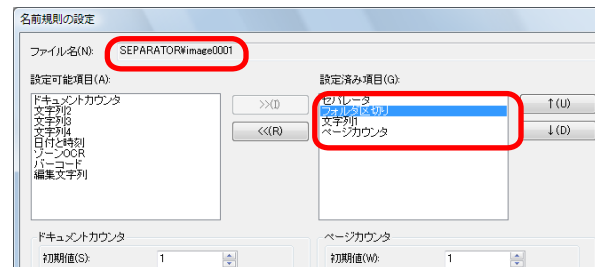 名前規則の設定
ファイル名(N): SEPARATOR¥image0001
設定可能項目(A):
設定済み項目(G):
ドキュメントカウンタ
文字列2
文字列3
文字列4
日付と時刻
ゾーンOCR
バーコード
編集文字列
>>(I)
<<(R)
セパレータ
フォルダ区切り
文字列1
ページカウンタ
↑(U)
↓(D)
ドキュメントカウンタ
初期値(S): 1
ページカウンタ
初期値(W): 1